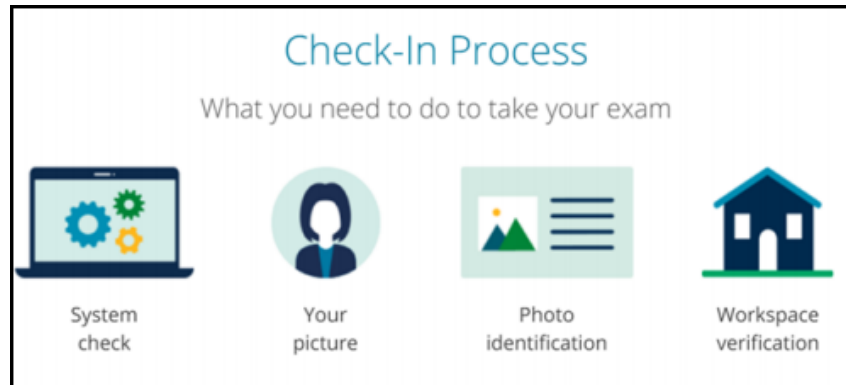 Check-In Process
What you need to do to take your exam
System
check
Your
picture
Photo
identification
Workspace
verification